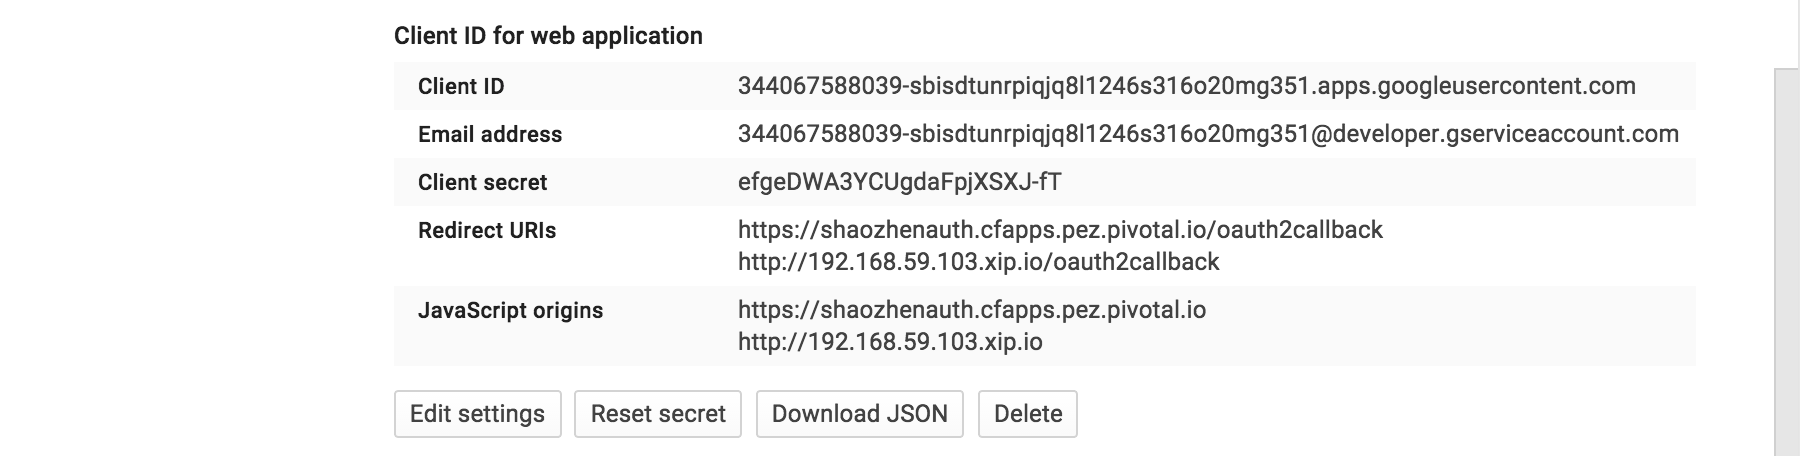 Client ID for web application
Client ID 344067588039-sbisdtunrpiqjq8l1246s316o20mg351.apps.googleusercontent.com
Email address 344067588039-sbisdtunrpiqjq8l1246s316o20mg351@developer.gserviceaccount.com
Client secret efgeDWA3YCUgdaFpjXSXJ-fT
Redirect URIs https://shaozhenauth.cfapps.pez.pivotal.io/oauth2callback
http://192.168.59.103.xip.io/oauth2callback
JavaScript origins https://shaozhenauth.cfapps.pez.pivotal.io
http://192.168.59.103.xip.io
Edit settings Reset secret Download JSON Delete